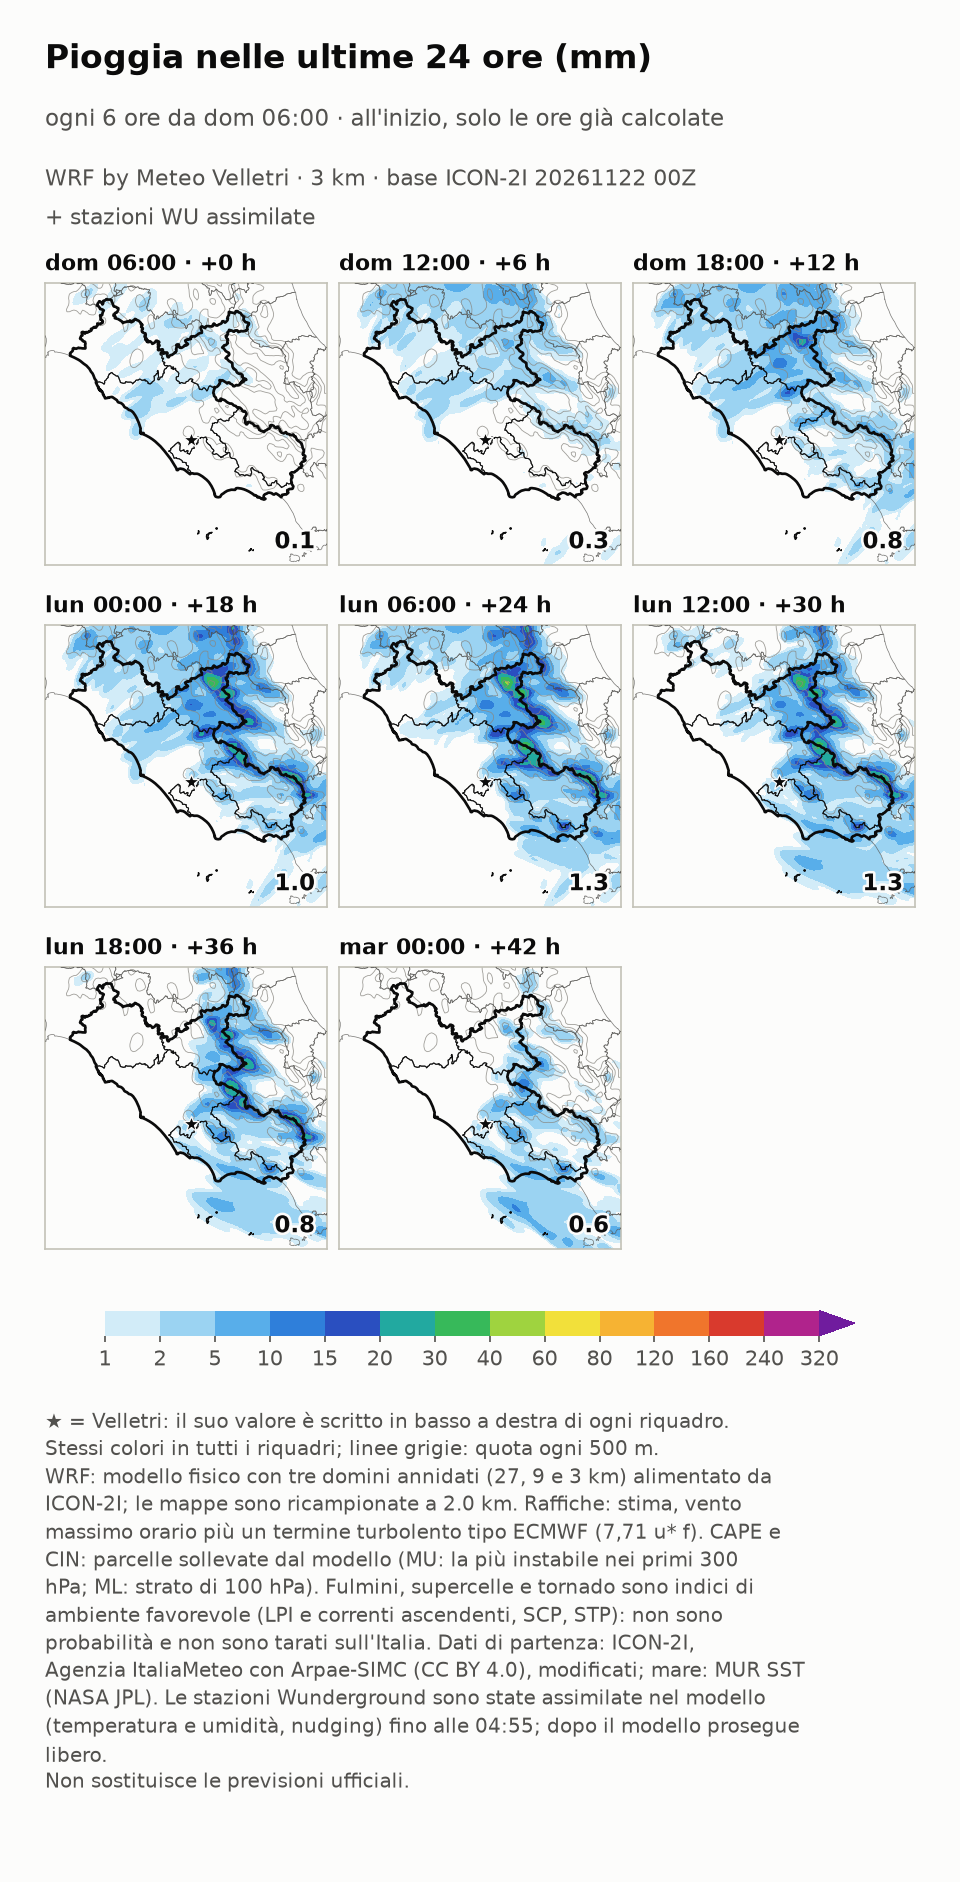 Pioggia nelle ultime 24 ore (mm)
ogni 6 ore da dom 06:00 · all'inizio, solo le ore già calcolate
WRF by Meteo Velletri · 3 km · base ICON-2I 20261122 00Z
+ stazioni WU assimilate
dom 06:00 · +0 h
dom 12:00 · +6 h
dom 18:00 · +12 h
0.1
0.3
0.8
lun 00:00 · +18 h
lun 06:00 · +24 h
lun 12:00 · +30 h
1.0
1.3
1.3
lun 18:00 · +36 h
mar 00:00 · +42 h
0.8
0.6
1 2 5 10 15 20 30 40 60 80 120 160 240 320
★ = Velletri: il suo valore è scritto in basso a destra di ogni riquadro.
Stessi colori in tutti i riquadri; linee grigie: quota ogni 500 m.
WRF: modello fisico con tre domini annidati (27, 9 e 3 km) alimentato da
ICON-2I; le mappe sono ricampionate a 2.0 km. Raffiche: stima, vento
massimo orario più un termine turbolento tipo ECMWF (7,71 u* f). CAPE e
CIN: parcelle sollevate dal modello (MU: la più instabile nei primi 300
hPa; ML: strato di 100 hPa). Fulmini, supercelle e tornado sono indici di
ambiente favorevole (LPI e correnti ascendenti, SCP, STP): non sono
probabilità e non sono tarati sull'Italia. Dati di partenza: ICON-2I,
Agenzia ItaliaMeteo con Arpae-SIMC (CC BY 4.0), modificati; mare: MUR SST
(NASA JPL). Le stazioni Wunderground sono state assimilate nel modello
(temperatura e umidità, nudging) fino alle 04:55; dopo il modello prosegue
libero.
Non sostituisce le previsioni ufficiali.